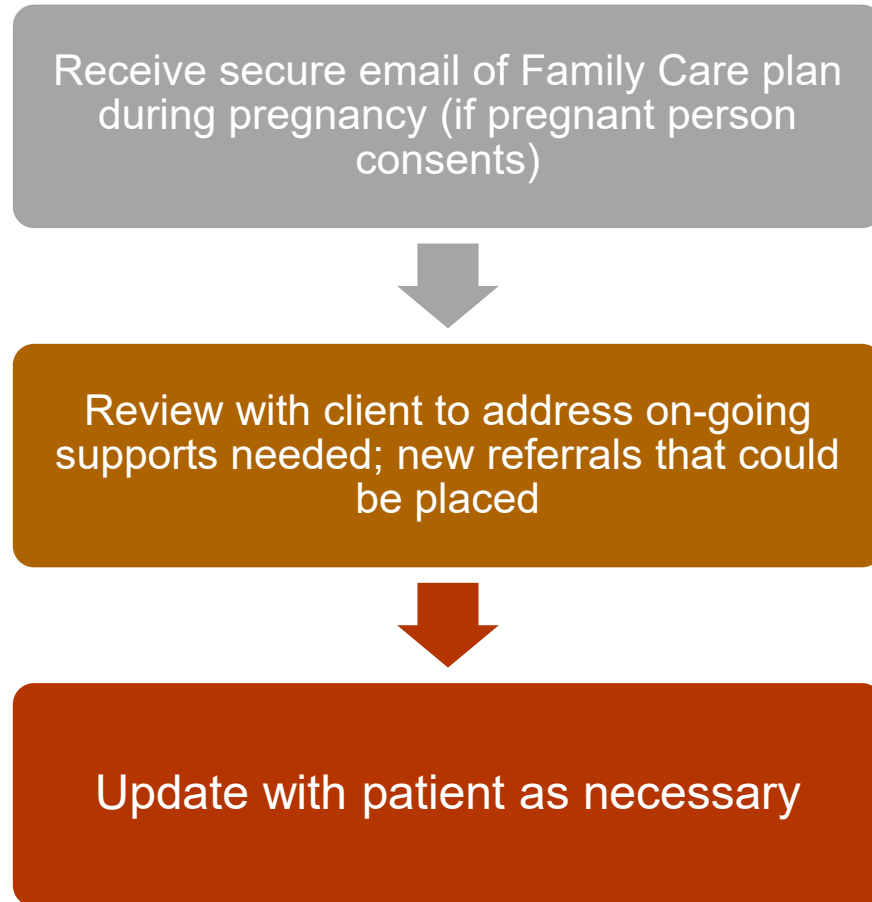 Receive secure email of Family Care plan
during pregnancy (if pregnant person
consents)
Review with client to address on-going
supports needed; new referrals that could
be placed
Update with patient as necessary